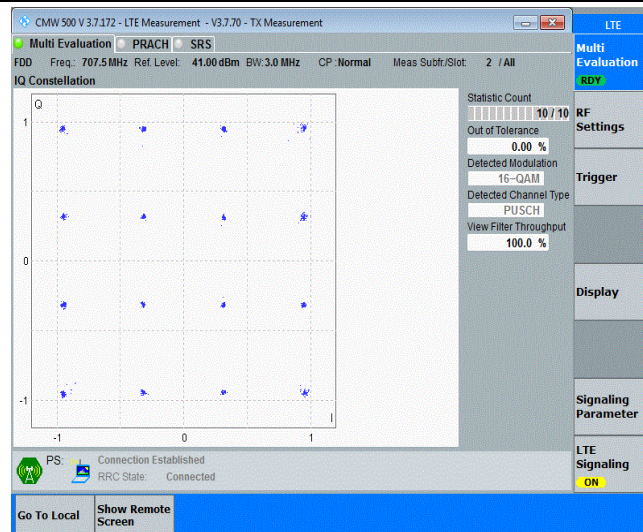 CMW 500 V 3.7.172 - LTE Measurement - V3.7.70 - TX Measurement
LTE
Multi Evaluation PRACH SRS
Multi
Evaluation
RDY
FDD Freq.: 707.5 MHz Ref. Level: 41.00 dBm BW: 3.0 MHz CP : Normal Meas Subfr./Slot: 2 / All
IQ Constellation
Q
1
0
-1
-1 0 1
I
Statistic Count
10 / 10
Out of Tolerance
0.00 %
Detected Modulation
16-QAM
Detected Channel Type
PUSCH
View Filter Throughput
100.0 %
RF
Settings
Trigger
Display
Signaling
Parameter
LTE
Signaling
ON
PS: Connection Established
RRC State: Connected
Go To Local
Show Remote
Screen